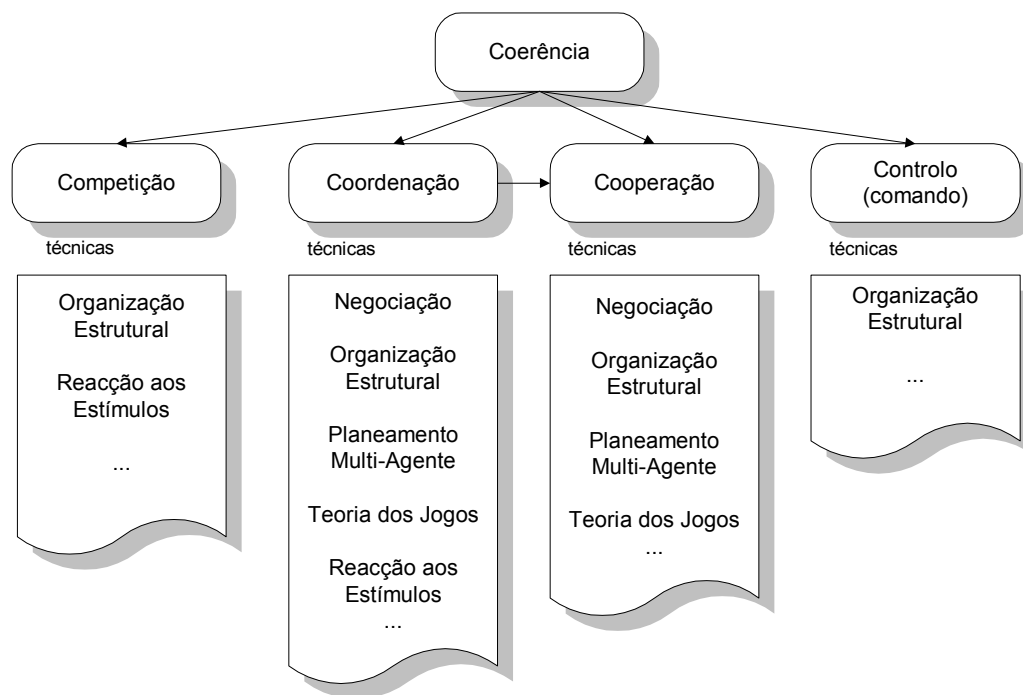 Coerência
Competição
Coordenação
Cooperação
Controlo
(comando)
técnicas
técnicas
técnicas
técnicas
Organização
Estrutural
Reacção aos
Estímulos
...
Negociação
Organização
Estrutural
Planeamento
Multi-Agente
Teoria dos Jogos
Reacção aos
Estímulos
...
Negociação
Organização
Estrutural
Planeamento
Multi-Agente
Teoria dos Jogos
...
Organização
Estrutural
...